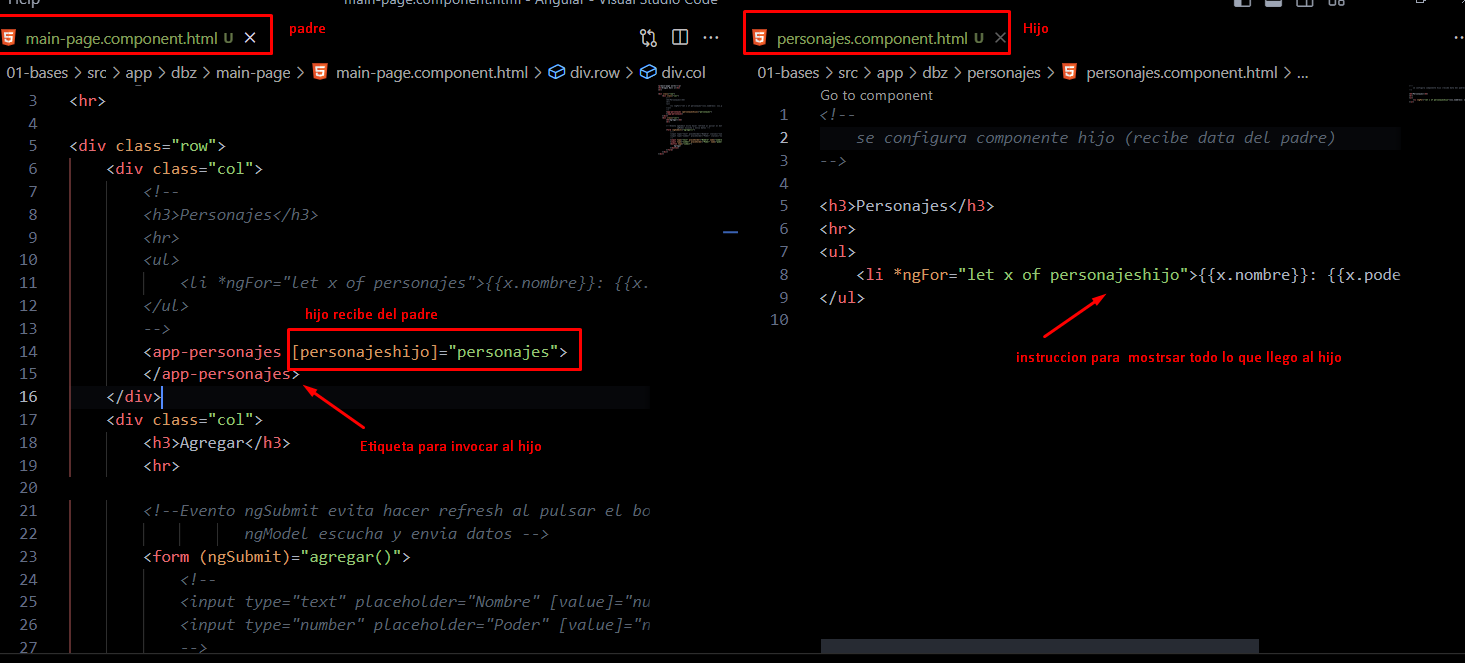 Help
main-page.component.html - Angular - Visual Studio Code
main-page.component.html U
padre
01-bases > src > app > dbz > main-page > main-page.component.html > div.row > div.col
3 <hr>
4
5 <div class="row">
6 <div class="col">
7 <!--
8 <h3>Personajes</h3>
9 <hr>
10 <ul>
11 <li *ngFor="let x of personajes">{{x.nombre}}: {{x.
12 </ul>
13 -->
hijo recibe del padre
14 <app-personajes [personajeshijo]="personajes">
15 </app-personajes>
16 </div>
17 <div class="col">
Etiqueta para invocar al hijo
18 <h3>Agregar</h3>
19 <hr>
20
21 <!--Evento ngSubmit evita hacer refresh al pulsar el bo
22 ngModel escucha y envia datos -->
23 <form (ngSubmit)="agregar()">
24 <!--
25 <input type="text" placeholder="Nombre" [value]="nu
26 <input type="number" placeholder="Poder" [value]="n
27 -->
personajes.component.html U
Hijo
01-bases > src > app > dbz > personajes > personajes.component.html > ...
Go to component
1 <!--
2 se configura componente hijo (recibe data del padre)
3 -->
4
5 <h3>Personajes</h3>
6 <hr>
7 <ul>
8 <li *ngFor="let x of personajeshijo">{{x.nombre}}: {{x.pode
9 </ul>
10
instruccion para mostrsar todo lo que llego al hijo